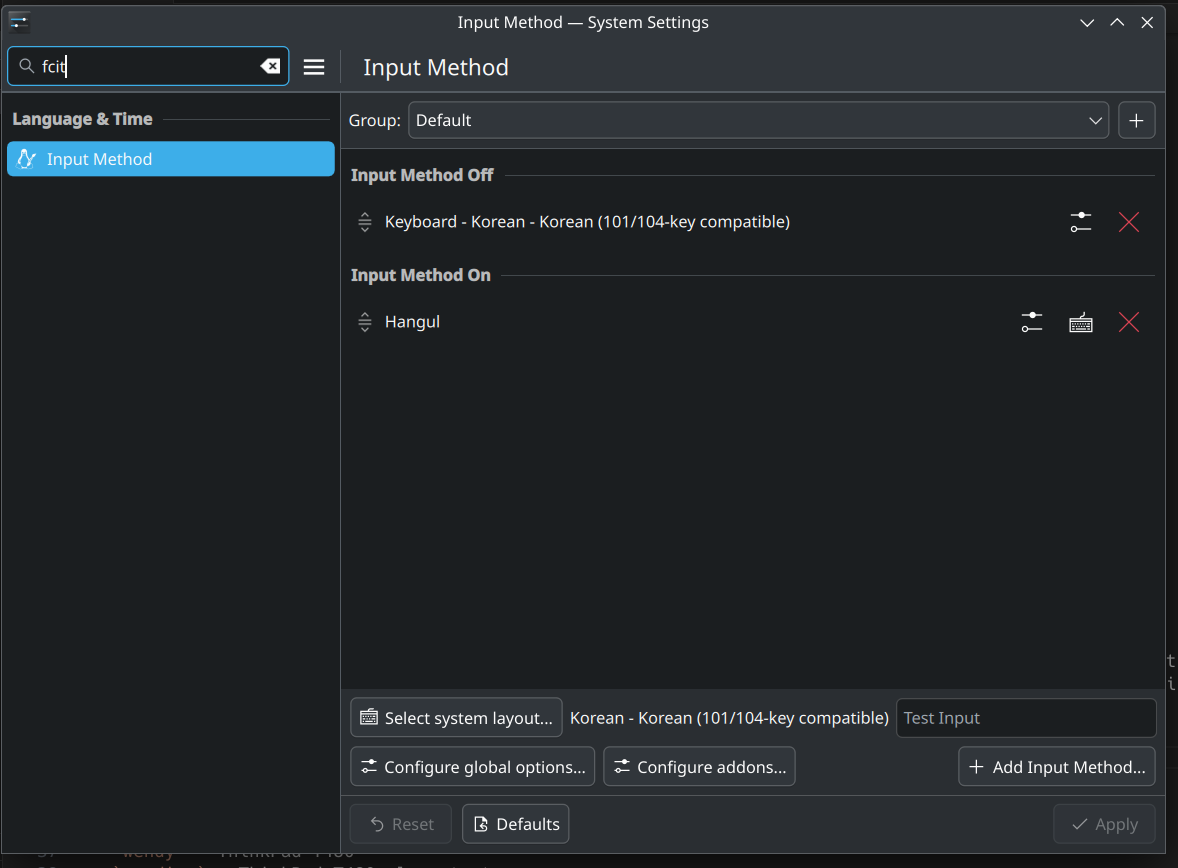 Input Method — System Settings
fcit
Input Method
Language & Time
Input Method
Group:
Default
Input Method Off
Keyboard - Korean - Korean (101/104-key compatible)
Input Method On
Hangul
Select system layout...
Korean - Korean (101/104-key compatible)
Test Input
Configure global options...
Configure addons...
Add Input Method...
Reset
Defaults
Apply